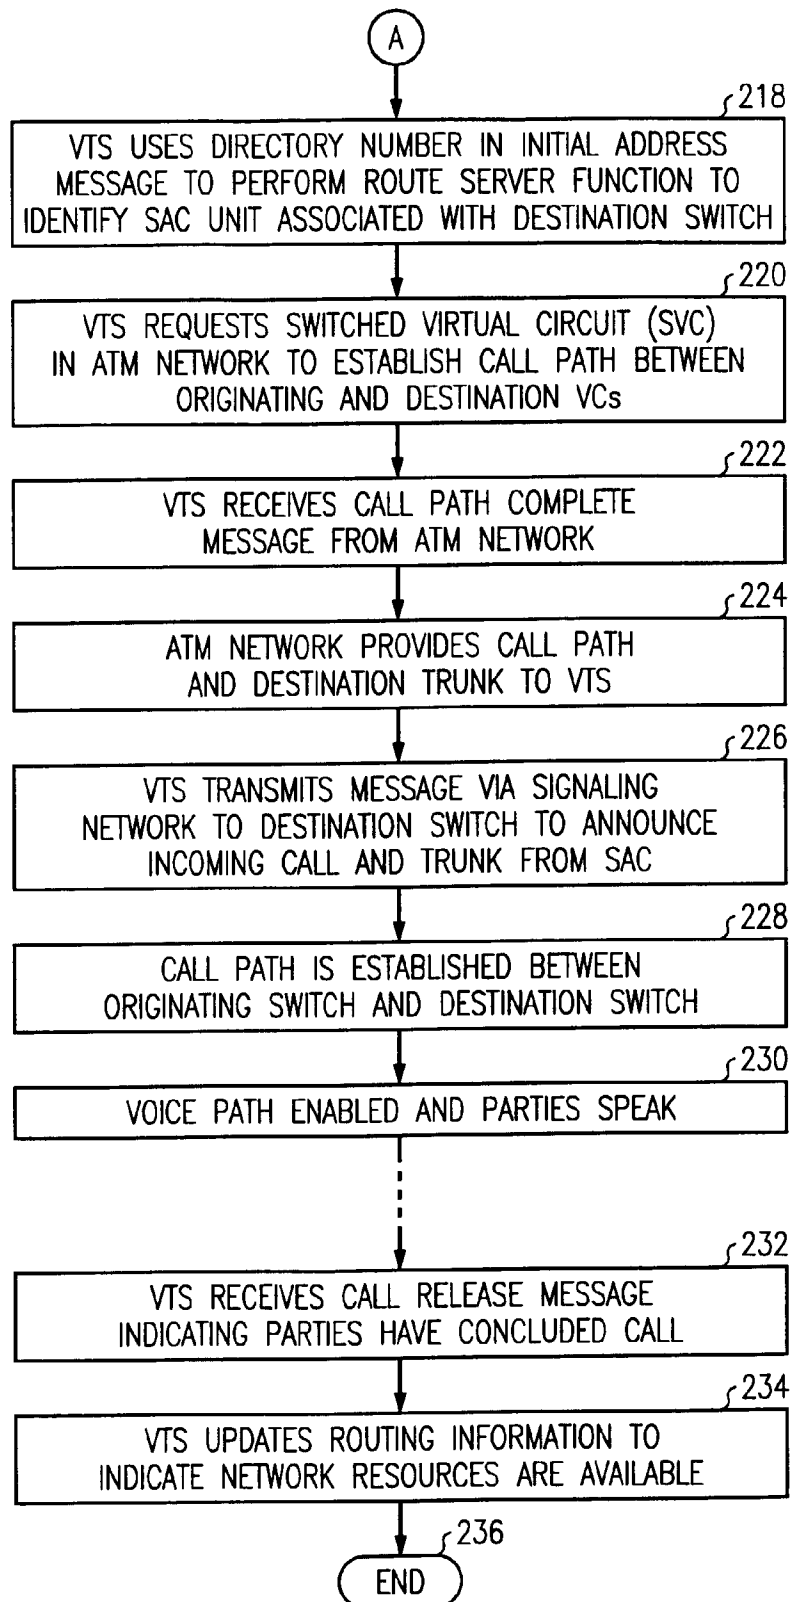 A
218
VTS USES DIRECTORY NUMBER IN INITIAL ADDRESS
MESSAGE TO PERFORM ROUTE SERVER FUNCTION TO
IDENTIFY SAC UNIT ASSOCIATED WITH DESTINATION SWITCH
220
VTS REQUESTS SWITCHED VIRTUAL CIRCUIT (SVC)
IN ATM NETWORK TO ESTABLISH CALL PATH BETWEEN
ORIGINATING AND DESTINATION VCs
222
VTS RECEIVES CALL PATH COMPLETE
MESSAGE FROM ATM NETWORK
224
ATM NETWORK PROVIDES CALL PATH
AND DESTINATION TRUNK TO VTS
226
VTS TRANSMITS MESSAGE VIA SIGNALING
NETWORK TO DESTINATION SWITCH TO ANNOUNCE
INCOMING CALL AND TRUNK FROM SAC
228
CALL PATH IS ESTABLISHED BETWEEN
ORIGINATING SWITCH AND DESTINATION SWITCH
230
VOICE PATH ENABLED AND PARTIES SPEAK
232
VTS RECEIVES CALL RELEASE MESSAGE
INDICATING PARTIES HAVE CONCLUDED CALL
234
VTS UPDATES ROUTING INFORMATION TO
INDICATE NETWORK RESOURCES ARE AVAILABLE
236
END